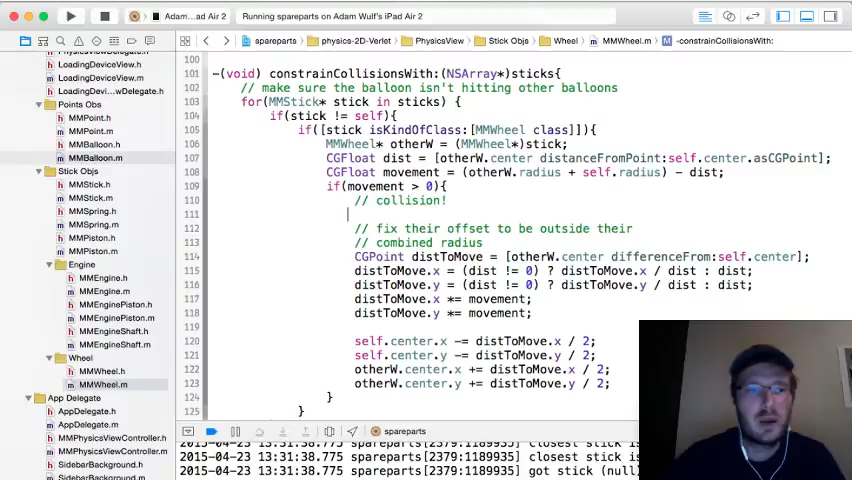 Adam...ad Air 2
Running spareparts on Adam Wulf's iPad Air 2
spareparts
physics-2D-Verlet
PhysicsView
Stick Objs
Wheel
MMWheel.m
-constrainCollisionsWith:
LoadingDeviceView.h
LoadingDeviceView.m
LoadingDevi...wDelegate.h
Points Obs
MMPoint.h
MMPoint.m
MMBalloon.h
MMBalloon.m
Stick Objs
MMStick.h
MMStick.m
MMSpring.h
MMSpring.m
MMPiston.h
MMPiston.m
Engine
MMEngine.h
MMEngine.m
MMEnginePiston.h
MMEnginePiston.m
MMEngineShaft.h
MMEngineShaft.m
Wheel
MMWheel.h
MMWheel.m
App Delegate
AppDelegate.h
AppDelegate.m
MMPhysicsViewController.h
MMPhysicsViewController.m
SidebarBackground.h
100
101 -(void) constrainCollisionsWith:(NSArray*)sticks{
102 // make sure the balloon isn't hitting other balloons
103 for(MMStick* stick in sticks) {
104 if(stick != self){
105 if([stick isKindOfClass:[MMWheel class]]){
106 MMWheel* otherW = (MMWheel*)stick;
107 CGFloat dist = [otherW.center distanceFromPoint:self.center.asCGPoint];
108 CGFloat movement = (otherW.radius + self.radius) - dist;
109 if(movement > 0){
110 // collision!
111
112 // fix their offset to be outside their
113 // combined radius
114 CGPoint distToMove = [otherW.center differenceFrom:self.center];
115 distToMove.x = (dist != 0) ? distToMove.x / dist : dist;
116 distToMove.y = (dist != 0) ? distToMove.y / dist : dist;
117 distToMove.x *= movement;
118 distToMove.y *= movement;
119
120 self.center.x -= distToMove.x / 2;
121 self.center.y -= distToMove.y / 2;
122 otherW.center.x += distToMove.x / 2;
123 otherW.center.y += distToMove.y / 2;
124 }
125 }
spareparts
2015-04-23 13:31:38.775 spareparts[2379:1189935] closest stick is
2015-04-23 13:31:38.775 spareparts[2379:1189935] got stick (null)